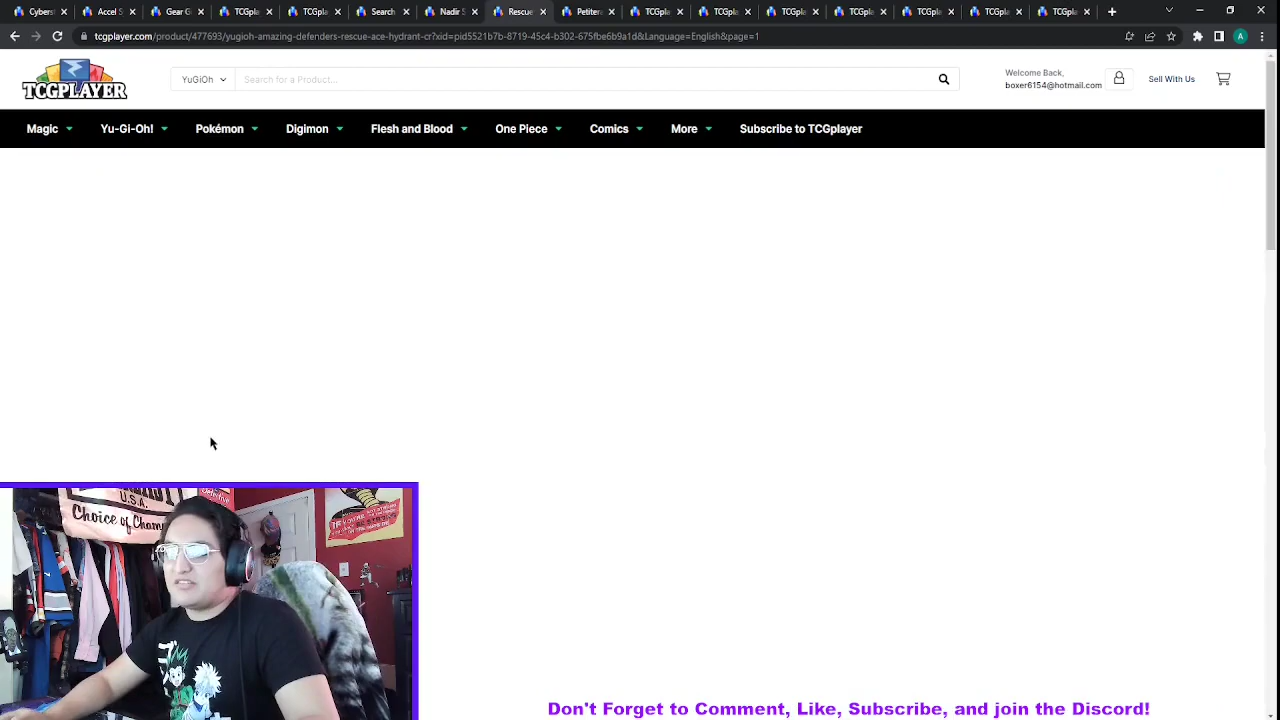 Cybers
Accel S
Gear G
TCGpla
TCGpla
Search
Nadir S
Rescue
Petitera
TCGpla
TCGpla
TCGpla
TCGpla
TCGpla
TCGpla
TCGpla
tcgplayer.com/product/477693/yugioh-amazing-defenders-rescue-ace-hydrant-cr?xid=pid5521b7b-8719-45c4-b302-675fbe6b9a1d&Language=English&page=1
A
TCGPLAYER
YuGiOh
Search for a Product...
Welcome Back,
boxer6154@hotmail.com
Sell With Us
Magic
Yu-Gi-Oh!
Pokémon
Digimon
Flesh and Blood
One Piece
Comics
More
Subscribe to TCGplayer
U.S.A.
Choice of Cham
Don't Forget to Comment, Like, Subscribe, and join the Discord!